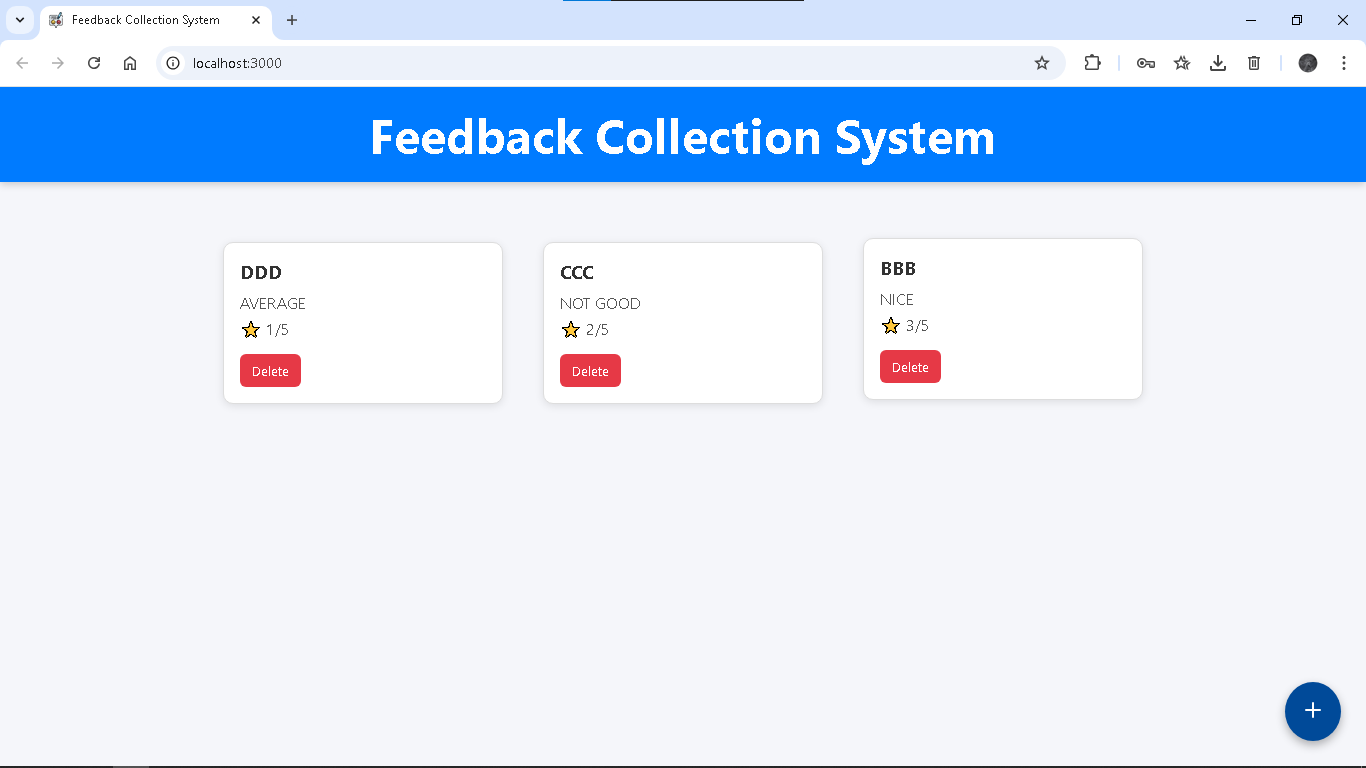 Feedback Collection System
localhost:3000
Feedback Collection System
DDD
AVERAGE
1/5
Delete
CCC
NOT GOOD
2/5
Delete
BBB
NICE
3/5
Delete
+